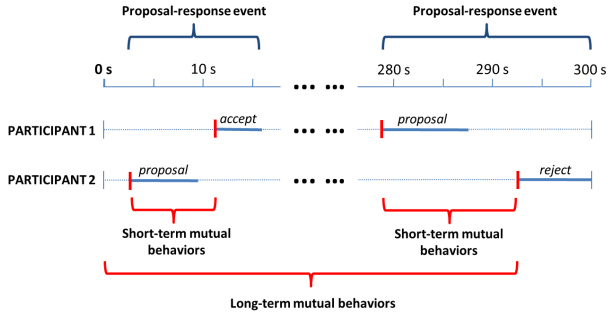 Proposal-response event Proposal-response event
0 s 10 s 280 s 290 s 300 s
accept proposal
PARTICIPANT 1
proposal reject
PARTICIPANT 2
Short-term mutual Short-term mutual
behaviors behaviors
Long-term mutual behaviors